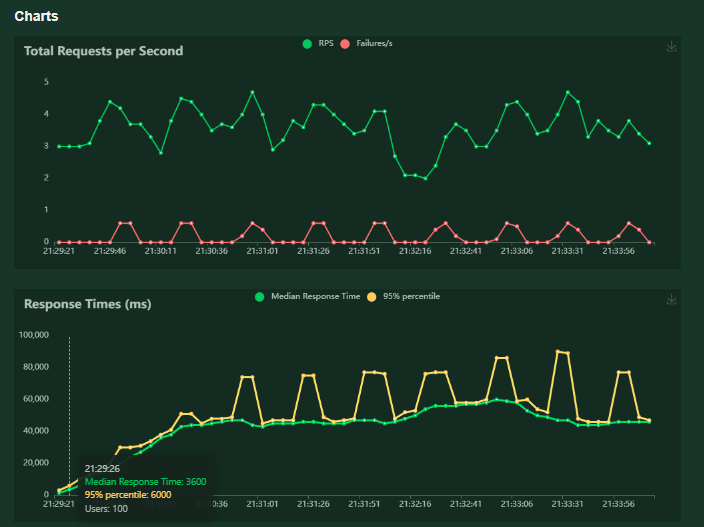 Charts
Total Requests per Second
RPS Failures/s
5
4
3
2
1
0
21:29:21 21:29:46 21:30:11 21:30:36 21:31:01 21:31:26 21:31:51 21:32:16 21:32:41 21:33:06 21:33:31 21:33:56
Response Times (ms)
Median Response Time 95% percentile
100,000
80,000
60,000
40,000
20,000
0
21:29:26
Median Response Time: 3600
95% percentile: 6000
Users: 100
21:29:21 21:31:01 21:31:26 21:31:51 21:32:16 21:32:41 21:33:06 21:33:31 21:33:56